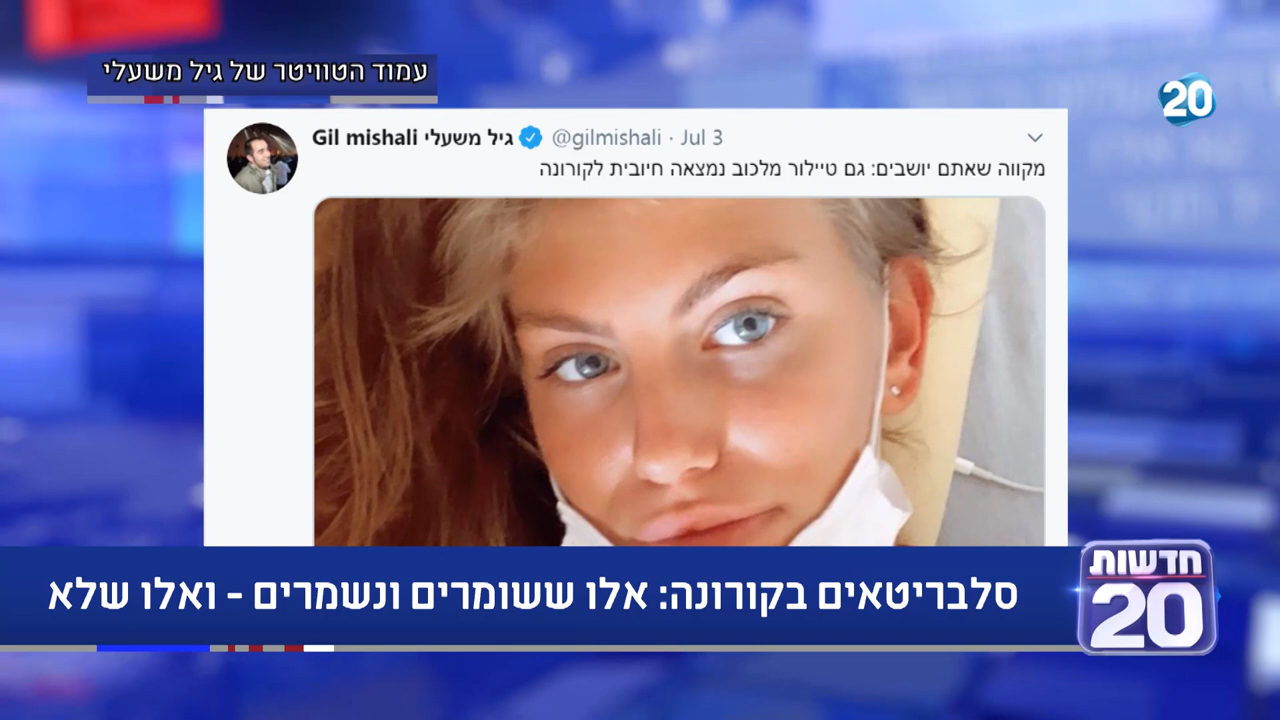 עמוד הטוויטר של גיל משעלי
20
Gil mishali גיל משעלי @gilmishali · Jul 3
מקווה שאתם יושבים: גם טיילור מלכוב נמצאה חיובית לקורונה
סלבריטאים בקורונה: אלו ששומרים ונשמרים - ואלו שלא
חדשות
20